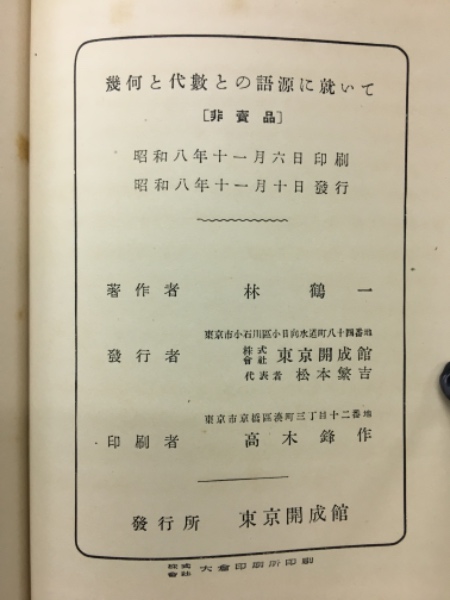 幾何と代數との語源に就いて
[非賣品]
昭和八年十一月六日印刷
昭和八年十一月十日發行
著作者 林鶴一
東京市小石川區小日向水道町八十四番地
發行者 株式會社 東京開成館
代表者 松本繁吉
東京市京橋區湊町三丁目十二番地
印刷者 高木鋒作
發行所 東京開成館
株式會社 大倉印刷所印刷